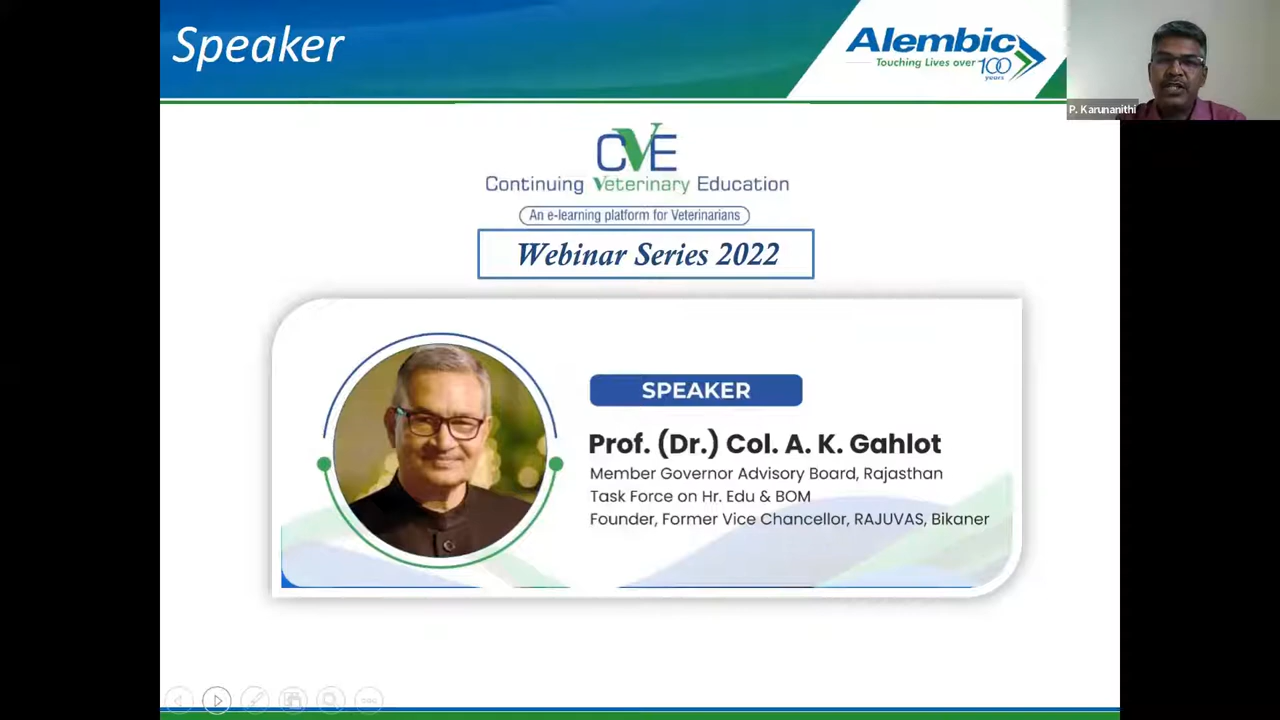 Speaker
Alembic
Touching Lives over 100 years
P. Karunanithi
CVE
Continuing Veterinary Education
An e-learning platform for Veterinarians
Webinar Series 2022
SPEAKER
Prof. (Dr.) Col. A. K. Gahlot
Member Governor Advisory Board, Rajasthan
Task Force on Hr. Edu & BOM
Founder, Former Vice Chancellor, RAJUVAS, Bikaner